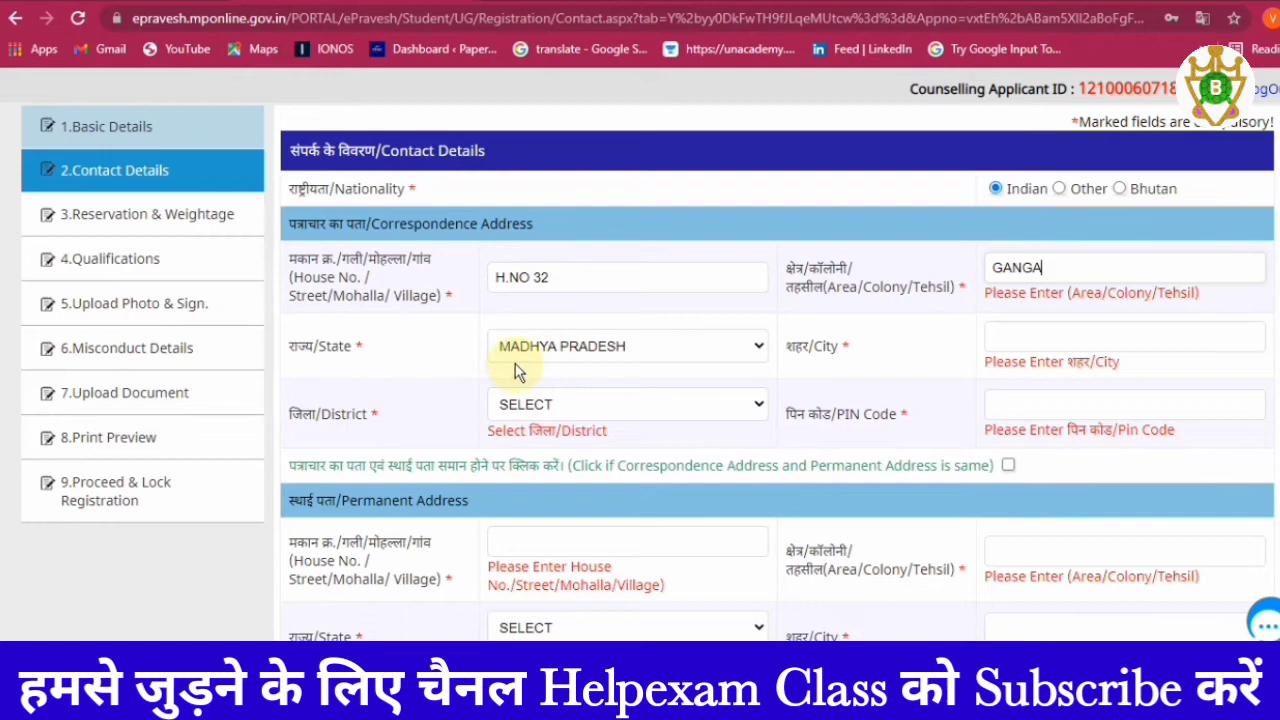 epravesh.mponline.gov.in/PORTAL/ePravesh/Student/UG/Registration/Contact.aspx?tab=Y%2byy0DkFwTH9fJLqeMUtcw%3d%3d&Appno=vxtEh%2bABam5XlI2aBoFgF...
Apps Gmail YouTube Maps IONOS Dashboard ‹ Paper... translate - Google S... https://unacademy.... Feed | LinkedIn Try Google Input To...
Counselling Applicant ID : 12100060718
B
*Marked fields are
1.Basic Details
2.Contact Details
3.Reservation & Weightage
4.Qualifications
5.Upload Photo & Sign.
6.Misconduct Details
7.Upload Document
8.Print Preview
9.Proceed & Lock
Registration
संपर्क के विवरण/Contact Details
राष्ट्रीयता/Nationality * Indian Other Bhutan
पत्राचार का पता/Correspondence Address
मकान क्र./गली/मोहल्ला/गांव
(House No. /
Street/Mohalla/ Village) *
H.NO 32
क्षेत्र/कॉलोनी/
तहसील(Area/Colony/Tehsil) *
GANGA
Please Enter (Area/Colony/Tehsil)
राज्य/State * MADHYA PRADESH
शहर/City *
Please Enter शहर/City
जिला/District * SELECT
Select जिला/District
पिन कोड/PIN Code *
Please Enter पिन कोड/Pin Code
पत्राचार का पता एवं स्थाई पता समान होने पर क्लिक करें। (Click if Correspondence Address and Permanent Address is same)
स्थाई पता/Permanent Address
मकान क्र./गली/मोहल्ला/गांव
(House No. /
Street/Mohalla/ Village) *
Please Enter House
No./Street/Mohalla/Village)
क्षेत्र/कॉलोनी/
तहसील(Area/Colony/Tehsil) *
Please Enter (Area/Colony/Tehsil)
राज्य/State * SELECT
शहर/City *
हमसे जुड़ने के लिए चैनल Helpexam Class को Subscribe करें